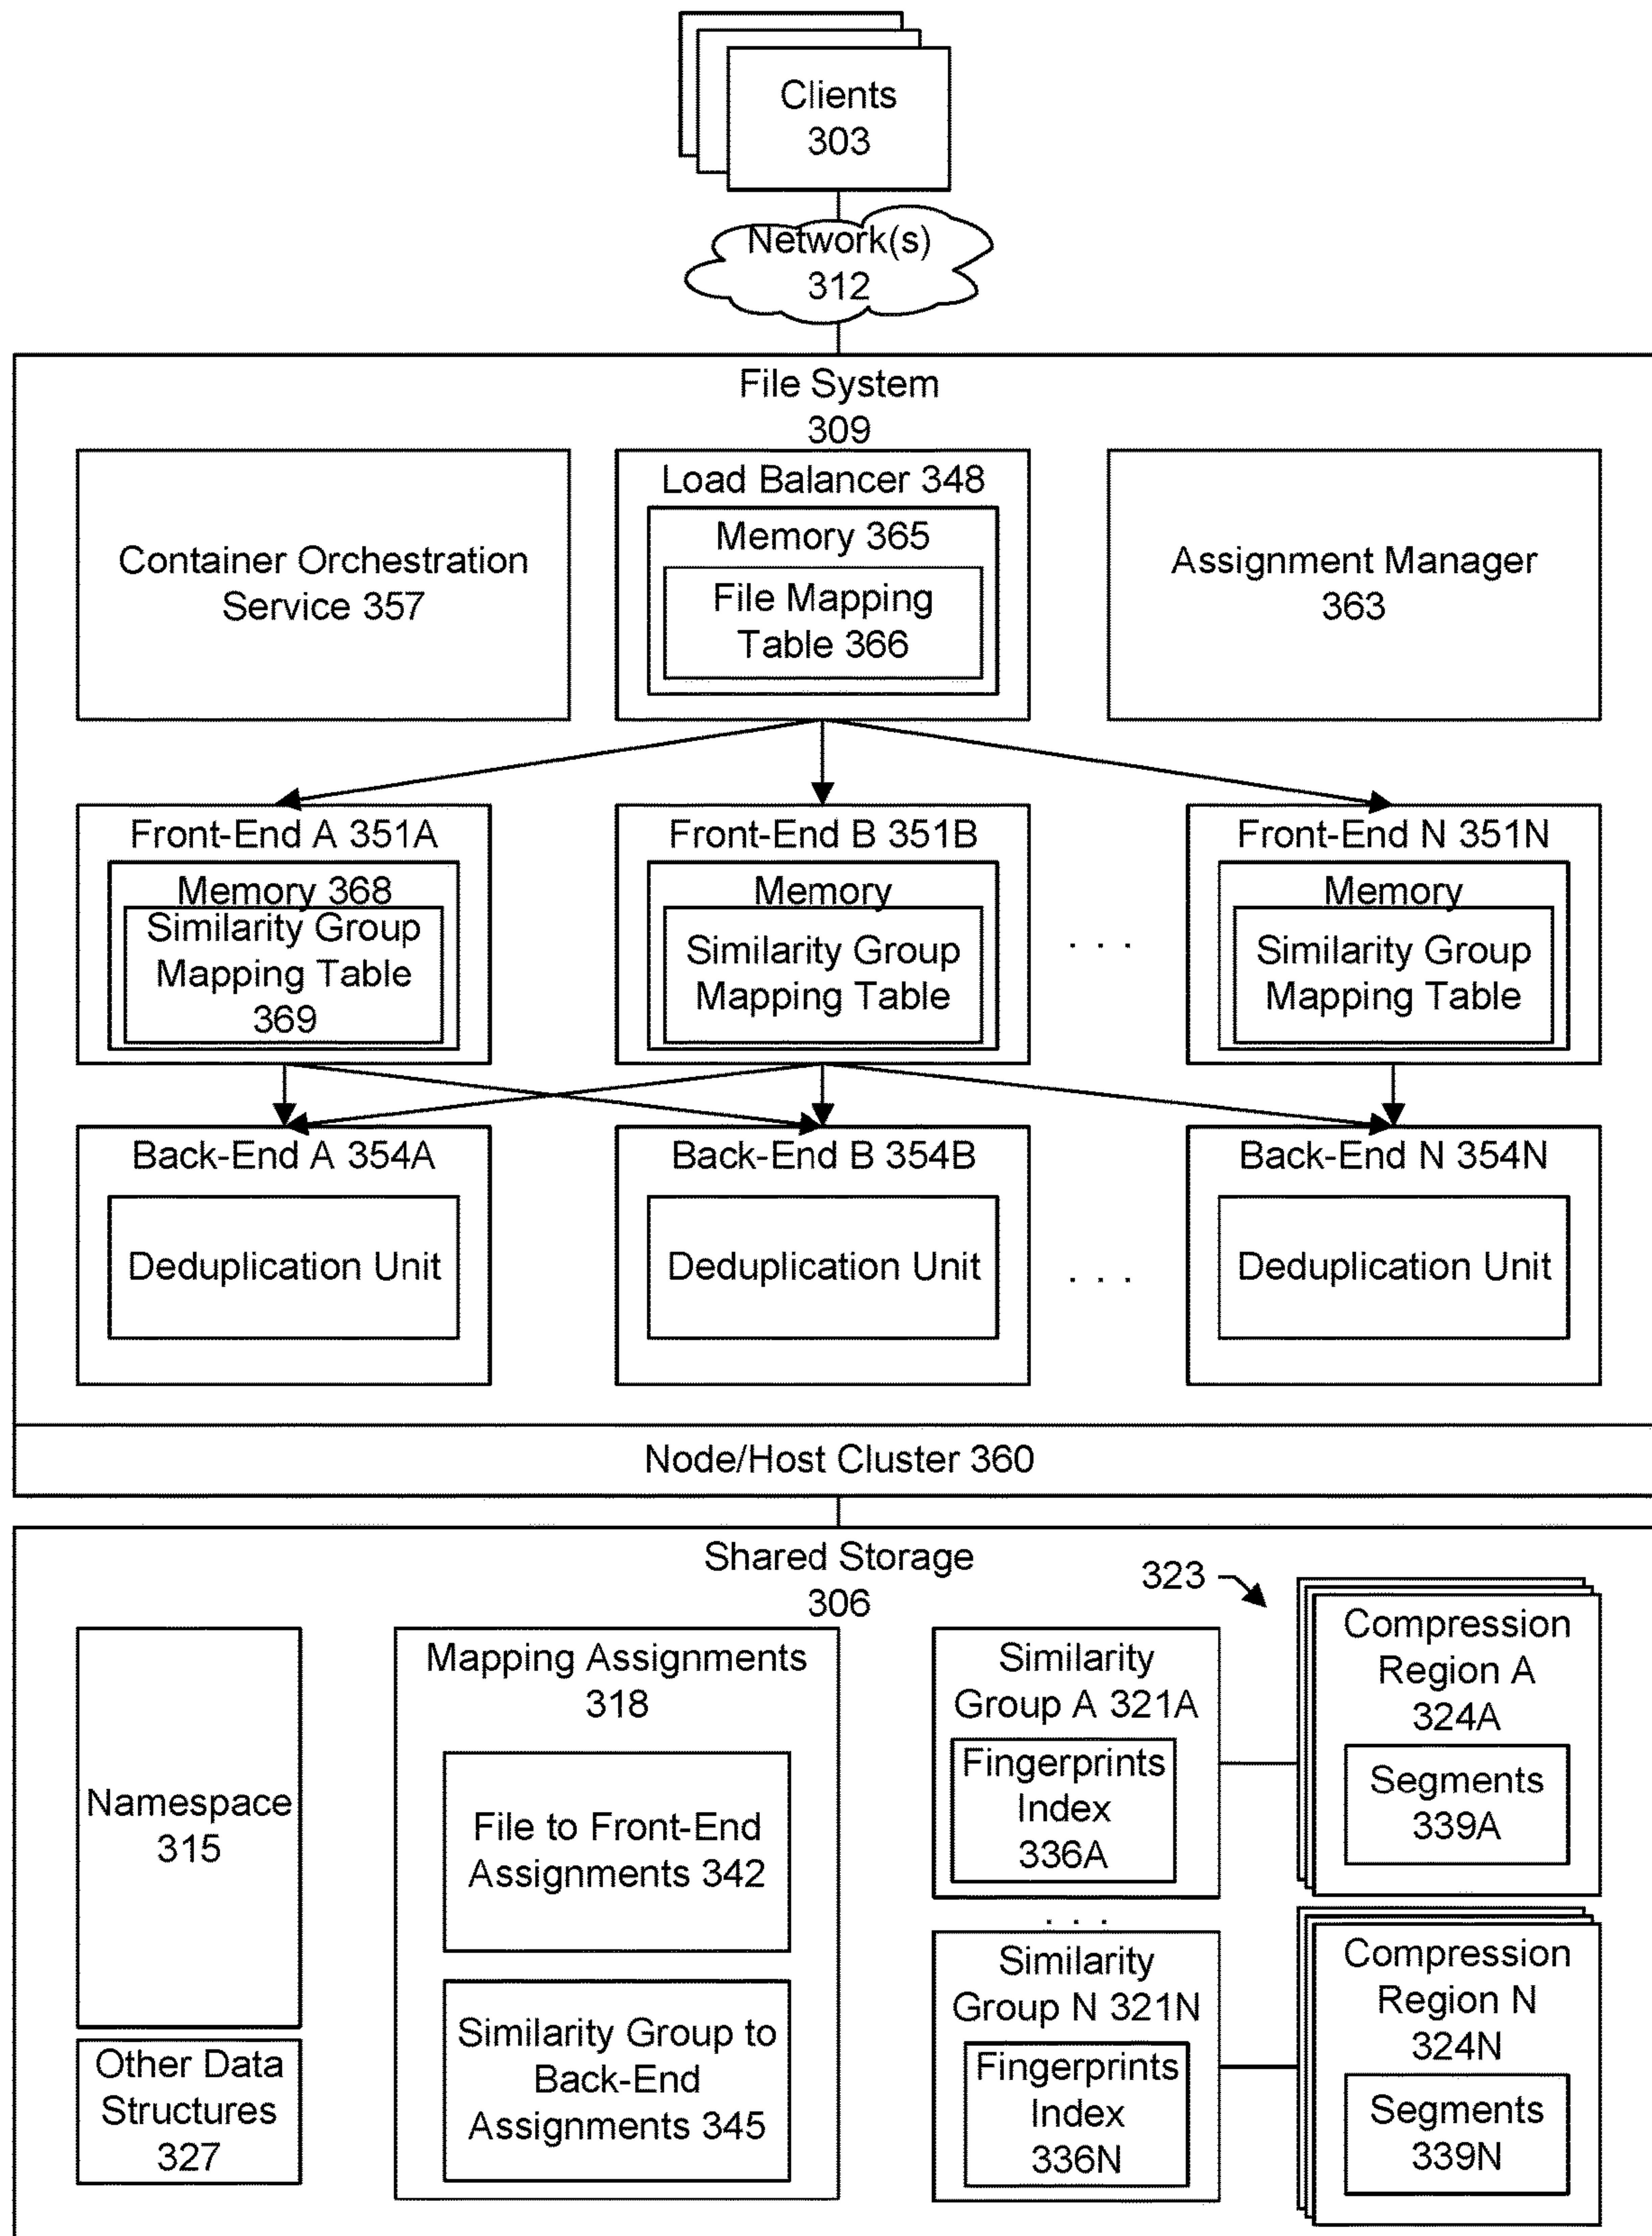 Clients
303
Network(s)
312
File System
309
Container Orchestration
Service 357
Load Balancer 348
Memory 365
File Mapping
Table 366
Assignment Manager
363
Front-End A 351A
Memory 368
Similarity Group
Mapping Table
369
Front-End B 351B
Memory
Similarity Group
Mapping Table
. . .
Front-End N 351N
Memory
Similarity Group
Mapping Table
Back-End A 354A
Deduplication Unit
Back-End B 354B
Deduplication Unit
. . .
Back-End N 354N
Deduplication Unit
Node/Host Cluster 360
Shared Storage
306
Namespace
315
Other Data
Structures
327
Mapping Assignments
318
File to Front-End
Assignments 342
Similarity Group to
Back-End
Assignments 345
323
Similarity
Group A 321A
Fingerprints
Index
336A
Compression
Region A
324A
Segments
339A
. . .
Similarity
Group N 321N
Fingerprints
Index
336N
Compression
Region N
324N
Segments
339N